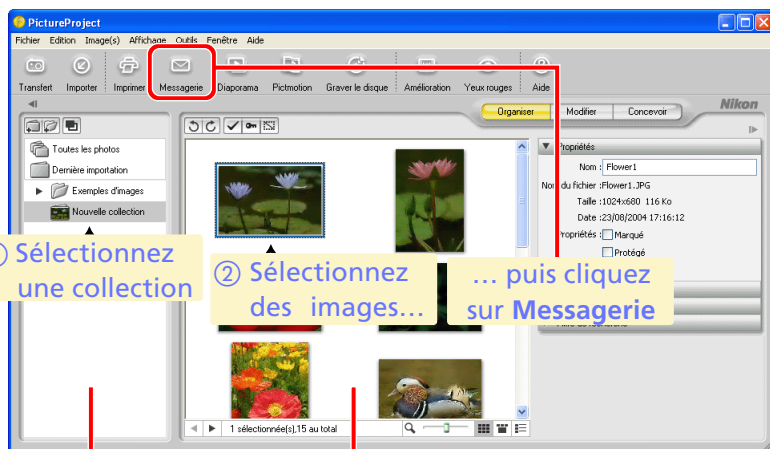 PictureProject
Fichier Edition Image(s) Affichage Outils Fenêtre Aide
Transfert Importer Imprimer Messagerie Diaporama Pictmotion Graver le disque Amélioration Yeux rouges Aide
Organiser Modifier Concevoir
Nikon
Toutes les photos
Dernière importation
Exemples d'images
Nouvelle collection
Propriétés
Nom : Flower1
Nom du fichier :Flower1.JPG
Taille :1024x680 116 Ko
Date :23/08/2004 17:16:12
Propriétés : Marqué
Protégé
Sélectionnez
une collection
② Sélectionnez
des images...
... puis cliquez
sur Messagerie
1 sélectionnée(s),15 au total